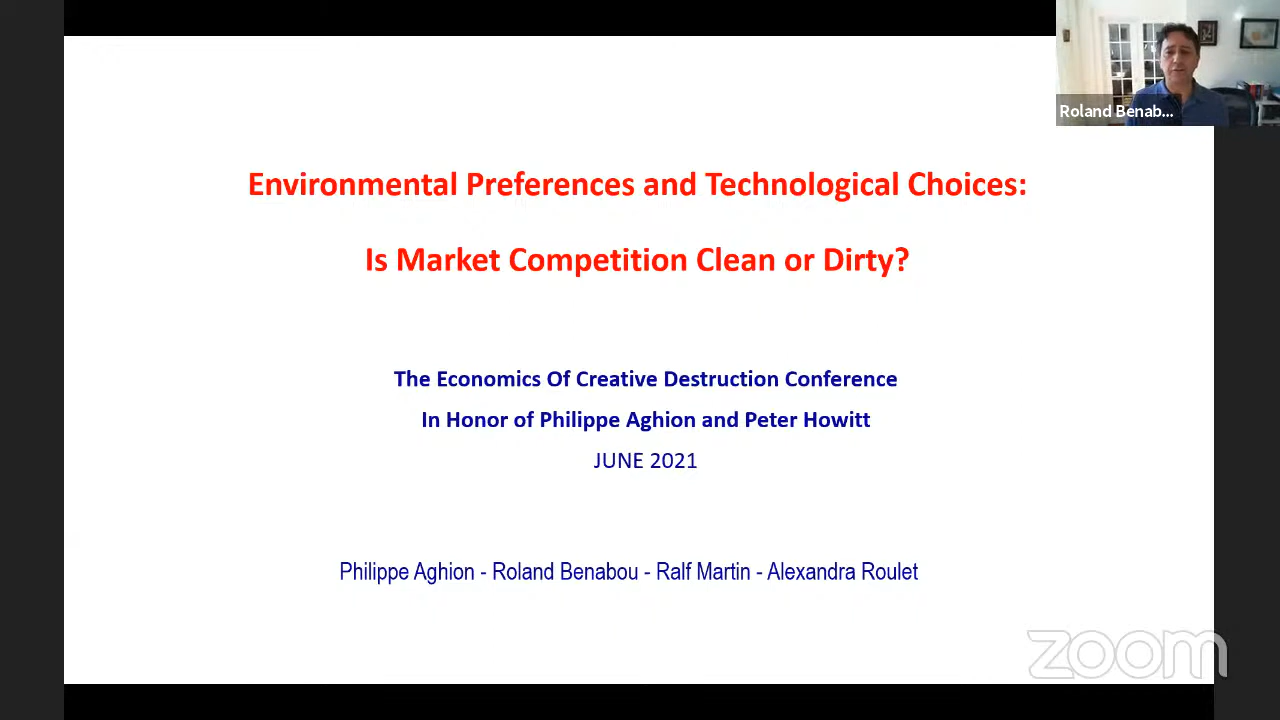 Roland Benab...
Environmental Preferences and Technological Choices:
Is Market Competition Clean or Dirty?
The Economics Of Creative Destruction Conference
In Honor of Philippe Aghion and Peter Howitt
JUNE 2021
Philippe Aghion - Roland Benabou - Ralf Martin - Alexandra Roulet
zoom